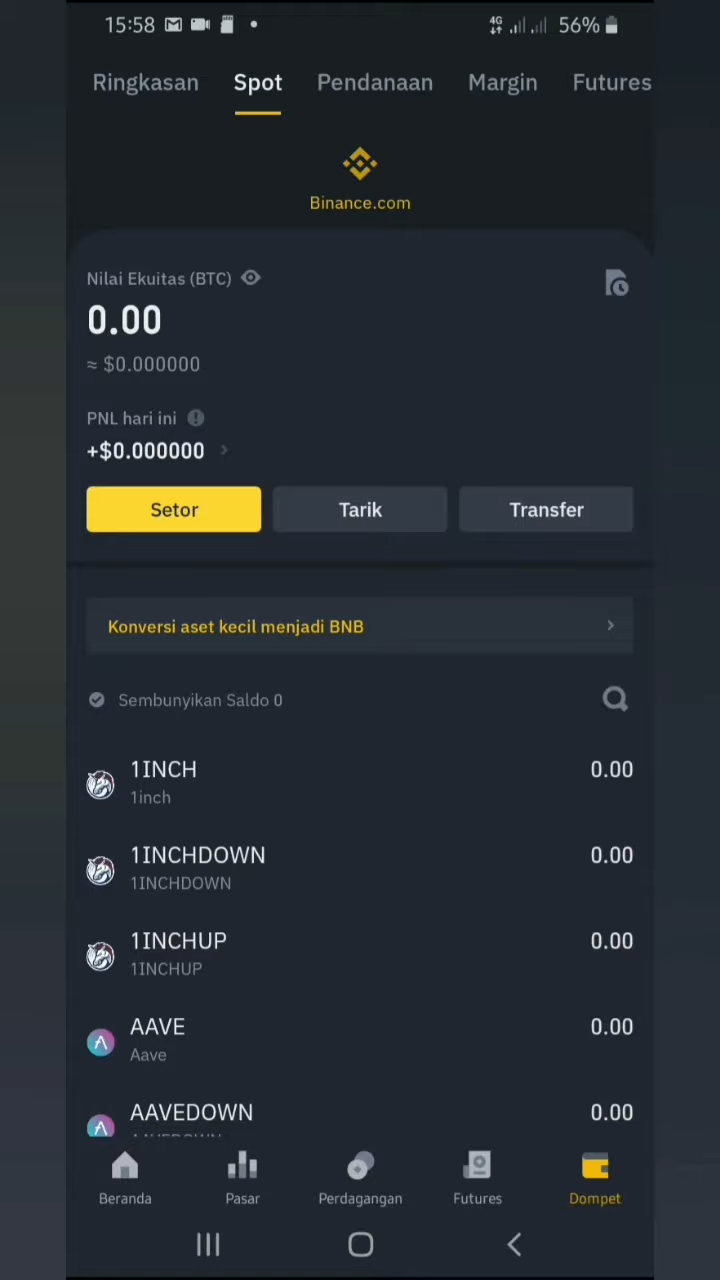 15:58
4G 56%
Ringkasan Spot Pendanaan Margin Futures
Binance.com
Nilai Ekuitas (BTC)
0.00
≈ $0.000000
PNL hari ini
+$0.000000
Setor Tarik Transfer
Konversi aset kecil menjadi BNB
Sembunyikan Saldo 0
1INCH 0.00
1inch
1INCHDOWN 0.00
1INCHDOWN
1INCHUP 0.00
1INCHUP
AAVE 0.00
Aave
AAVEDOWN 0.00
Beranda Pasar Perdagangan Futures Dompet